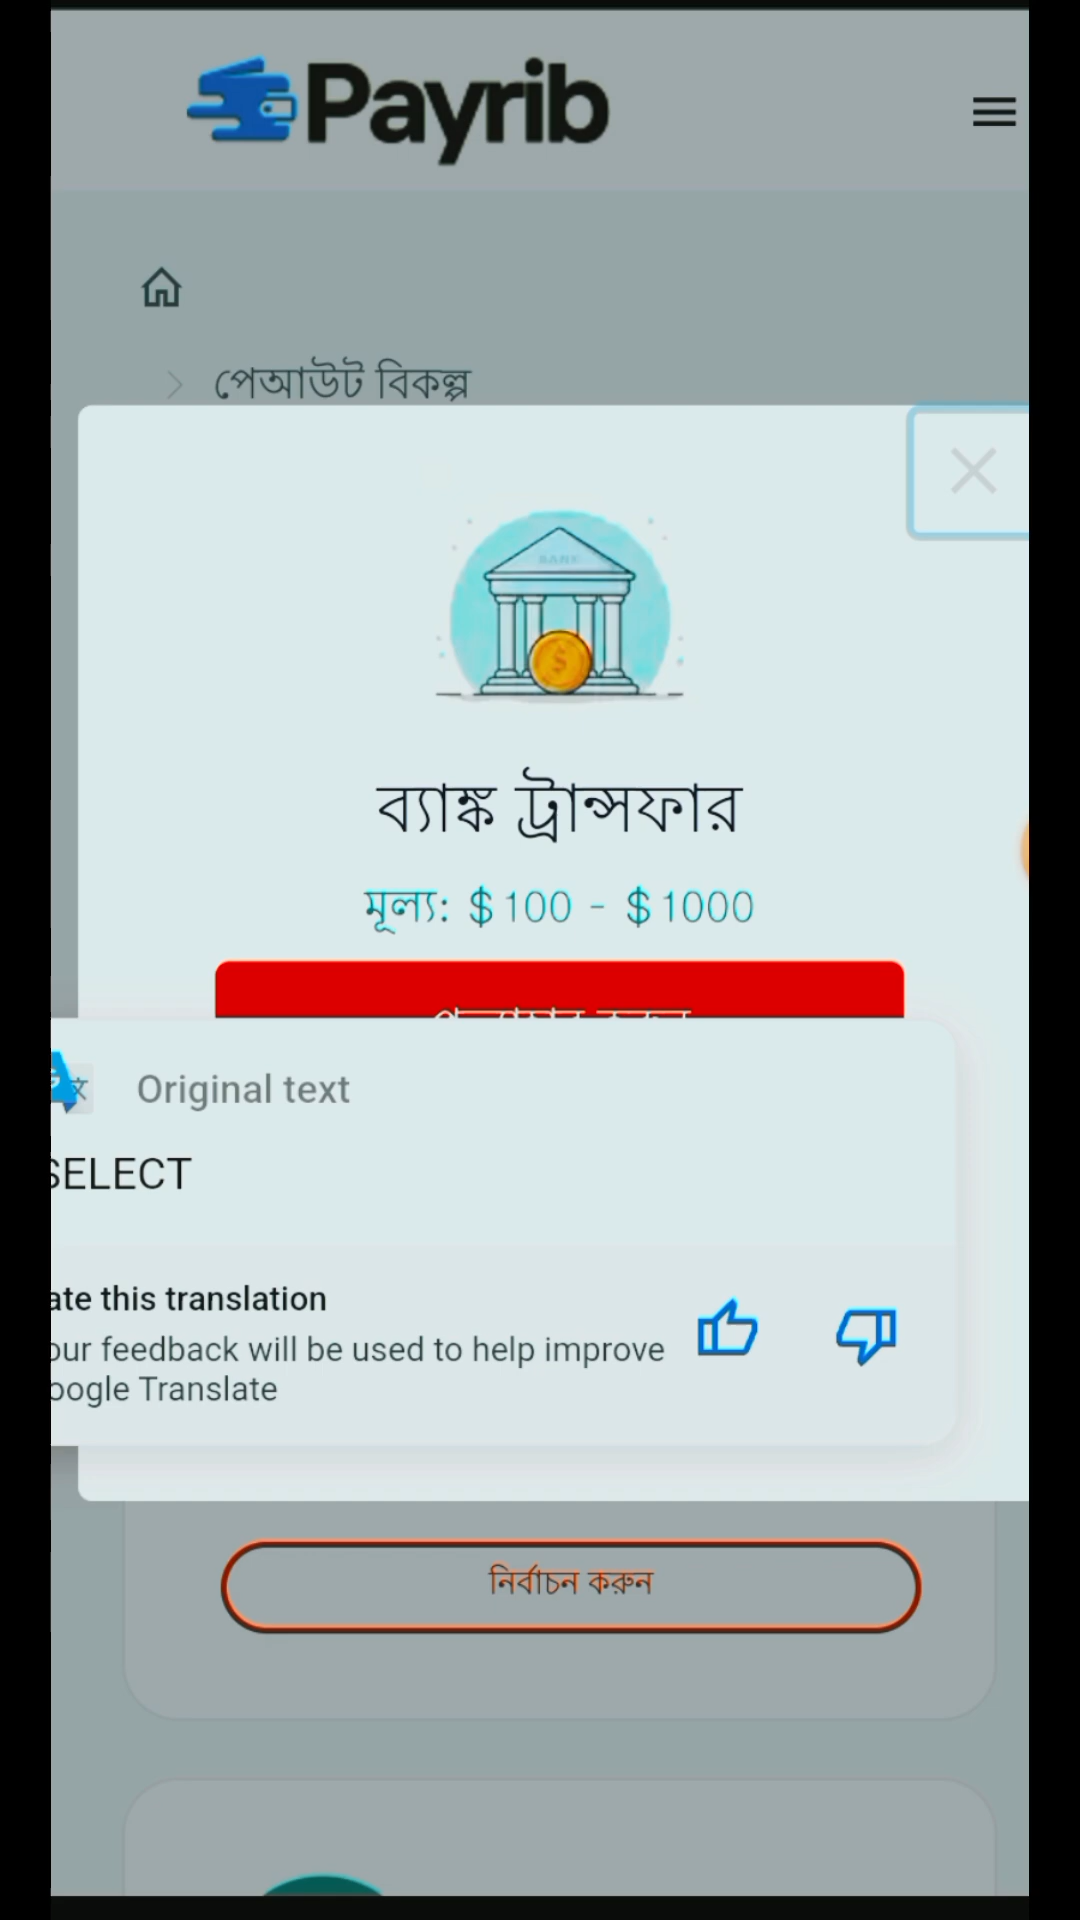 Payrib
পেআউট বিকল্প
BANK
ব্যাঙ্ক ট্রান্সফার
মূল্য: $100 - $1000
Original text
SELECT
ate this translation
our feedback will be used to help improve
oogle Translate
নির্বাচন করুন